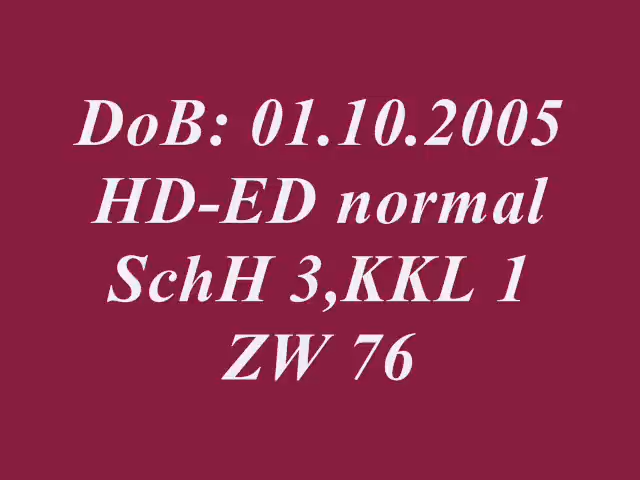 DoB: 01.10.2005
HD-ED normal
SchH 3,KKL 1
ZW 76